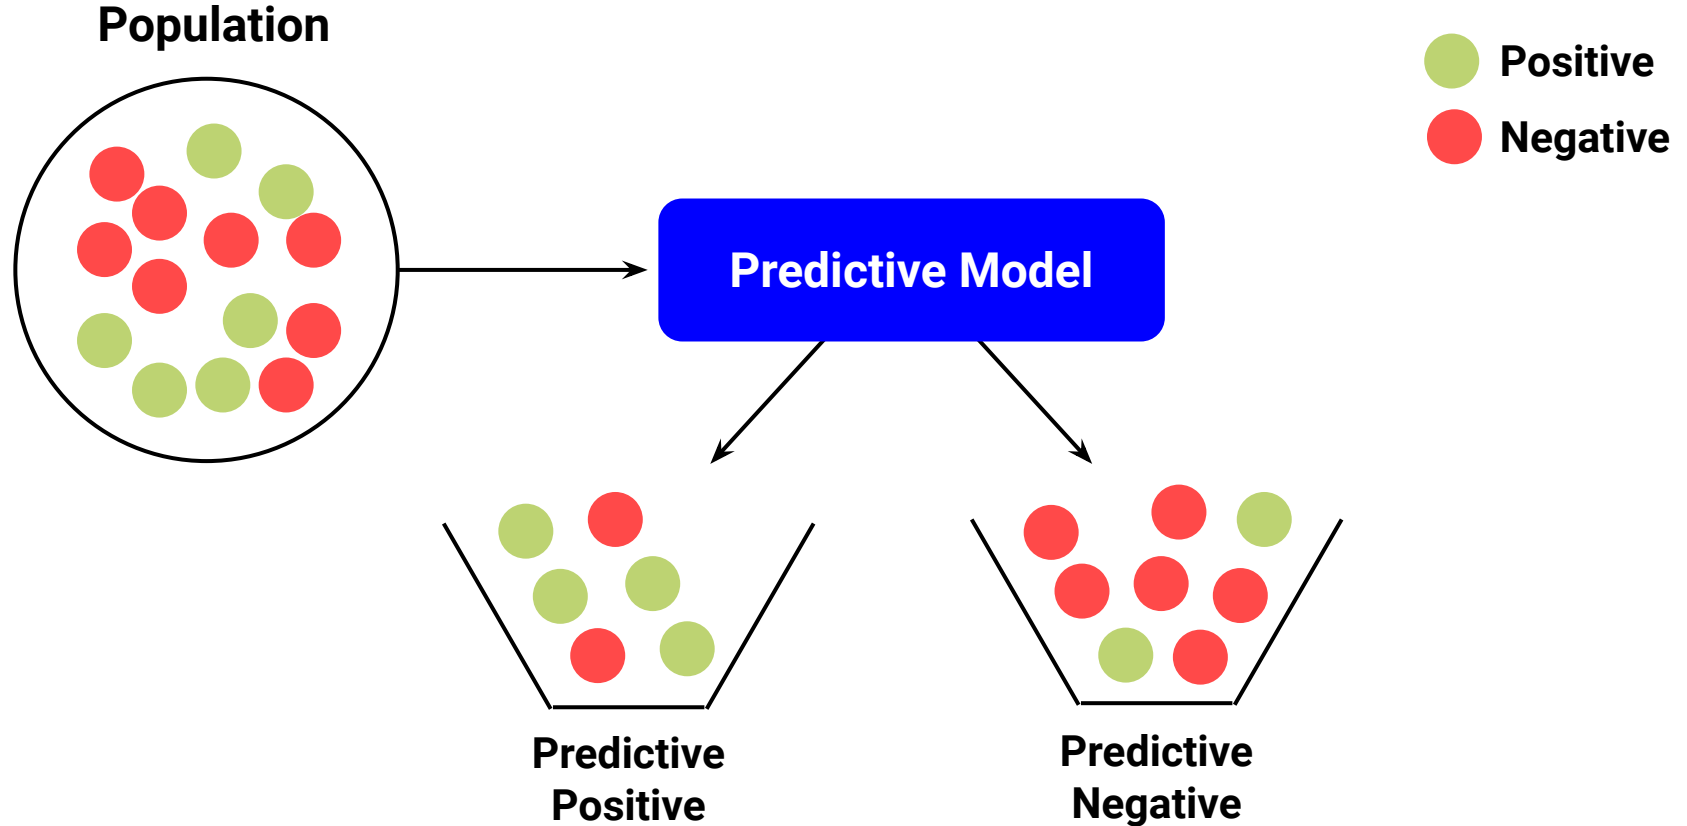 Population
Positive
Negative
Predictive Model
Predictive
Positive
Predictive
Negative